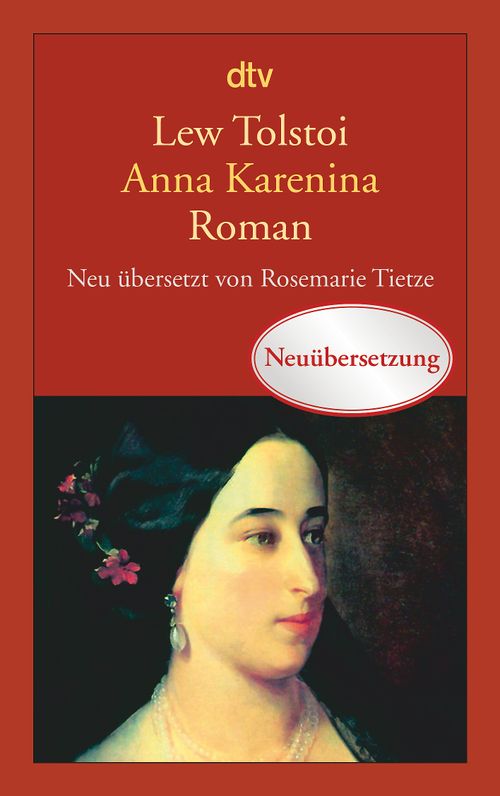 dtv
Lew Tolstoi
Anna Karenina
Roman
Neu übersetzt von Rosemarie Tietze
Neuübersetzung